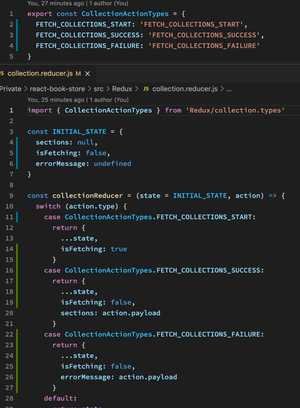 You, 27 minutes ago | 1 author (You)
1 export const CollectionActionTypes = {
2 FETCH_COLLECTIONS_START: 'FETCH_COLLECTIONS_START',
3 FETCH_COLLECTIONS_SUCCESS: 'FETCH_COLLECTIONS_SUCCESS',
4 FETCH_COLLECTIONS_FAILURE: 'FETCH_COLLECTIONS_FAILURE'
5 }
collection.reducer.js M ×
Private > react-book-store > src > Redux > collection.reducer.js > ...
You, 25 minutes ago | 1 author (You)
1 import { CollectionActionTypes } from 'Redux/collection.types'
2
3 const INITIAL_STATE = {
4 sections: null,
5 isFetching: false,
6 errorMessage: undefined
7 }
8
9 const collectionReducer = (state = INITIAL_STATE, action) => {
10 switch (action.type) {
11 case CollectionActionTypes.FETCH_COLLECTIONS_START:
12 return {
13 ...state,
14 isFetching: true
15 }
16 case CollectionActionTypes.FETCH_COLLECTIONS_SUCCESS:
17 return {
18 ...state,
19 isFetching: false,
20 sections: action.payload
21 }
22 case CollectionActionTypes.FETCH_COLLECTIONS_FAILURE:
23 return {
24 ...state,
25 isFetching: false,
26 errorMessage: action.payload
27 }
28 default: